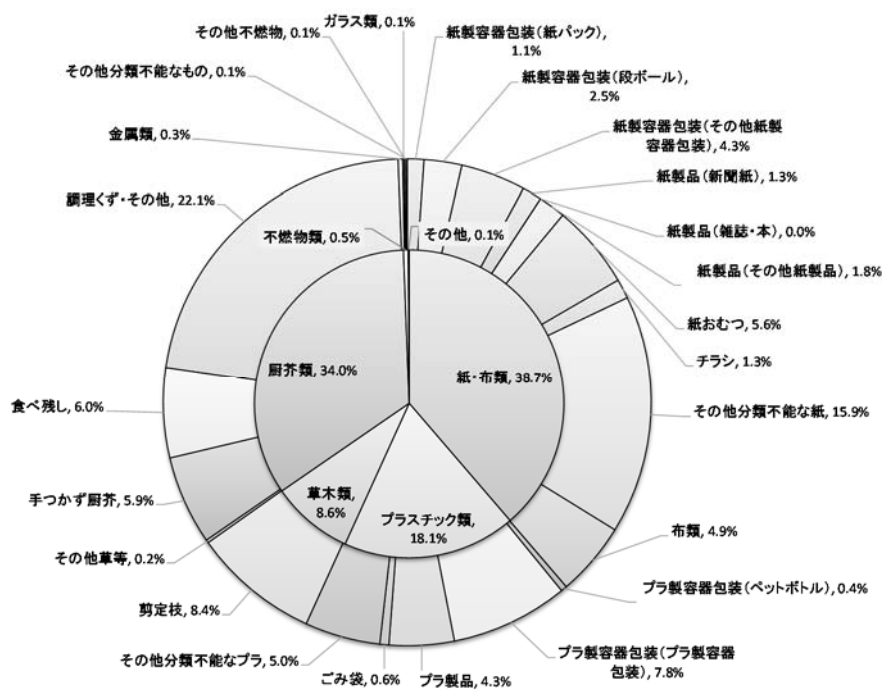 ガラス類, 0.1%
その他不燃物, 0.1%
その他分類不能なもの, 0.1%
金属類, 0.3%
調理くず・その他, 22.1%
不燃物類, 0.5%
その他, 0.1%
紙製容器包装(紙パック),
1.1%
紙製容器包装(段ボール),
2.5%
紙製容器包装(その他紙製
容器包装), 4.3%
紙製品(新聞紙), 1.3%
紙製品(雑誌・本), 0.0%
紙製品(その他紙製品), 1.8%
紙おむつ, 5.6%
チラシ, 1.3%
その他分類不能な紙, 15.9%
布類, 4.9%
プラ製容器包装(ペットボトル), 0.4%
プラ製容器包装(プラ製容器
包装), 7.8%
プラ製品, 4.3%
ごみ袋, 0.6%
その他分類不能なプラ, 5.0%
剪定枝, 8.4%
その他草等, 0.2%
手つかず厨芥, 5.9%
食べ残し, 6.0%
厨芥類, 34.0%
紙・布類, 38.7%
草木類,
8.6%
プラスチック類,
18.1%